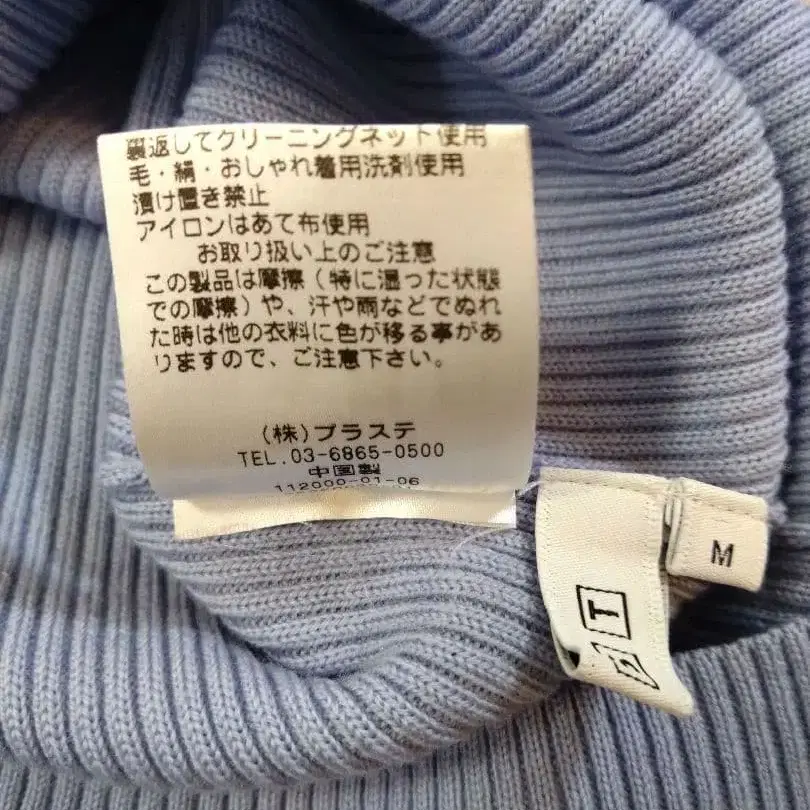 裏返してクリーニングネット使用
毛・絹・おしゃれ着用洗剤使用
漬け置き禁止
アイロンはあて布使用
お取り扱い上のご注意
この製品は摩擦(特に湿った状態
での摩擦)や、汗や雨などでぬれ
た時は他の衣料に色が移る事があ
りますので、ご注意下さい。
(株)プラステ
TEL.03-6865-0500
中国製
112000-01-06
M
T